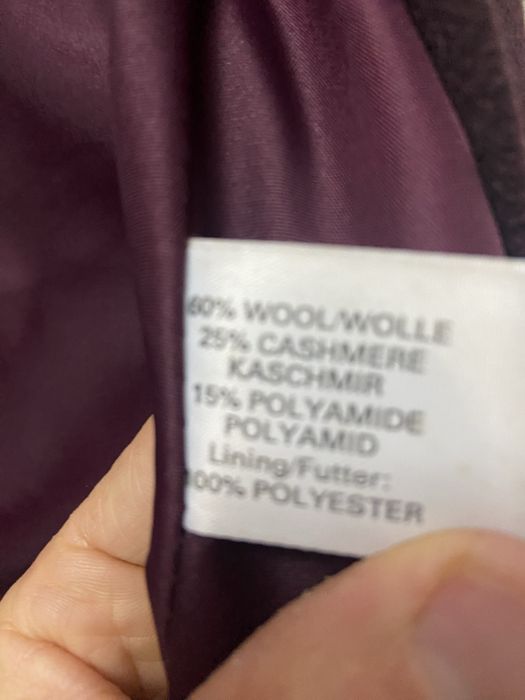 60% WOOL/WOLLE
25% CASHMERE
KASCHMIR
15% POLYAMIDE
POLYAMID
Lining/Futter:
100% POLYESTER